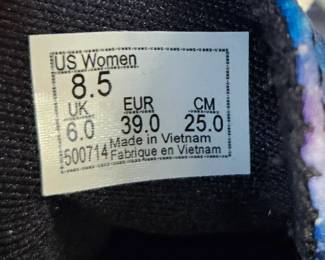 US Women
8.5
UK EUR CM
6.0 39.0 25.0
Made in Vietnam
500714 Fabrique en Vietnam